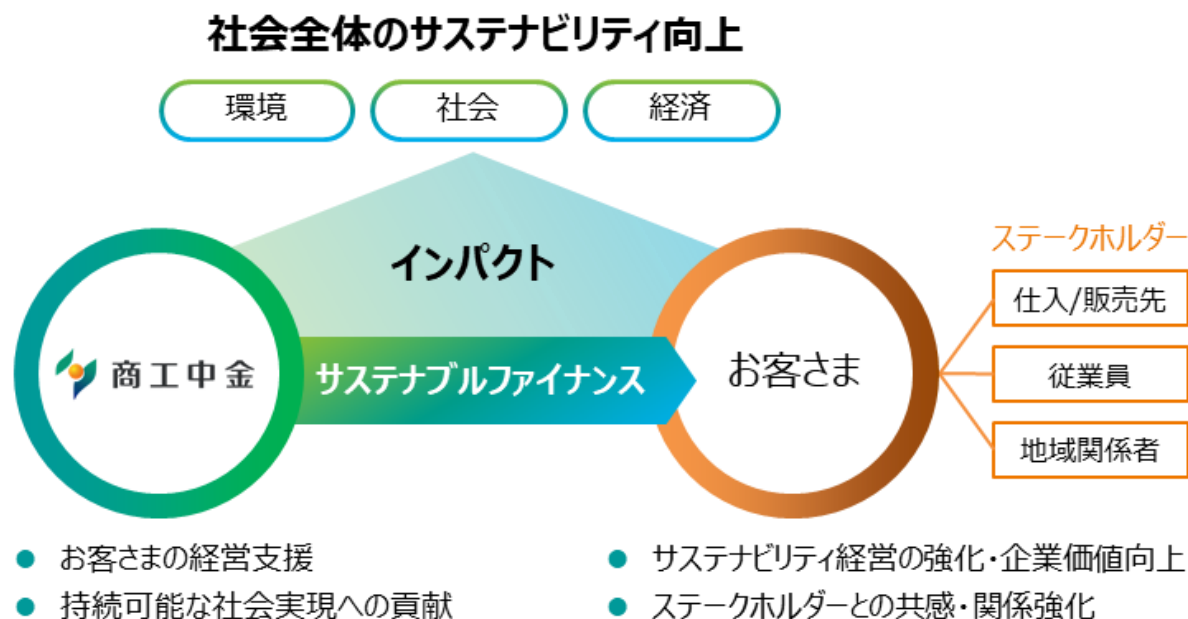 社会全体のサステナビリティ向上
環境
社会
経済
インパクト
商工中金
サステナブルファイナンス
お客さま
ステークホルダー
仕入/販売先
従業員
地域関係者
● お客さまの経営支援
● 持続可能な社会実現への貢献
● サステナビリティ経営の強化・企業価値向上
● ステークホルダーとの共感・関係強化